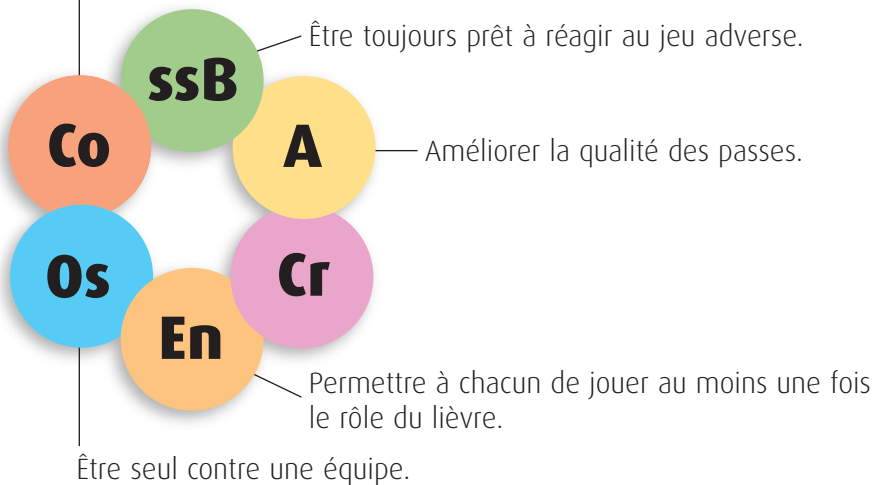 Être toujours prêt à réagir au jeu adverse.
ssB
Co
A
Améliorer la qualité des passes.
Os
Cr
En
Permettre à chacun de jouer au moins une fois
le rôle du lièvre.
Être seul contre une équipe.